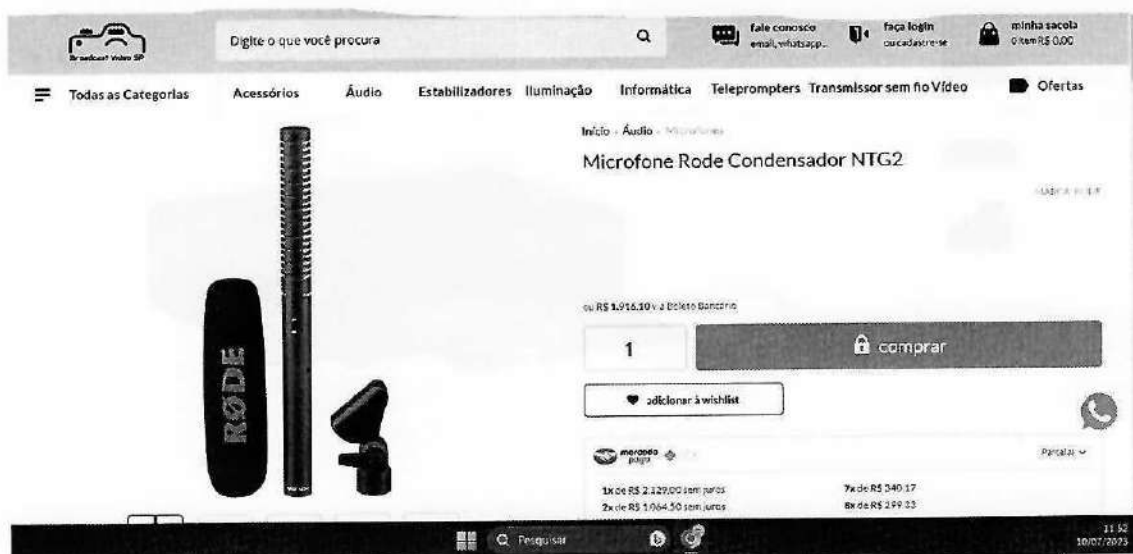 Broadcast Video SP
Digite o que você procura
fale conosco
email, whatsapp...
faça login
ou cadastre-se
minha sacola
0 item R$ 0,00
Todas as Categorias
Acessórios
Áudio
Estabilizadores
Iluminação
Informática
Teleprompters
Transmissor sem fio Vídeo
Ofertas
Início - Áudio - Microfones
Microfone Rode Condensador NTG2
ou R$ 1.916,10 via Boleto Bancário
1
comprar
adicionar à wishlist
RØDE
mercado pago
Parcelas
1x de R$ 2.129,00 sem juros
7x de R$ 340,17
2x de R$ 1.064,50 sem juros
8x de R$ 299,33
Pesquisar
11:52
10/07/2023